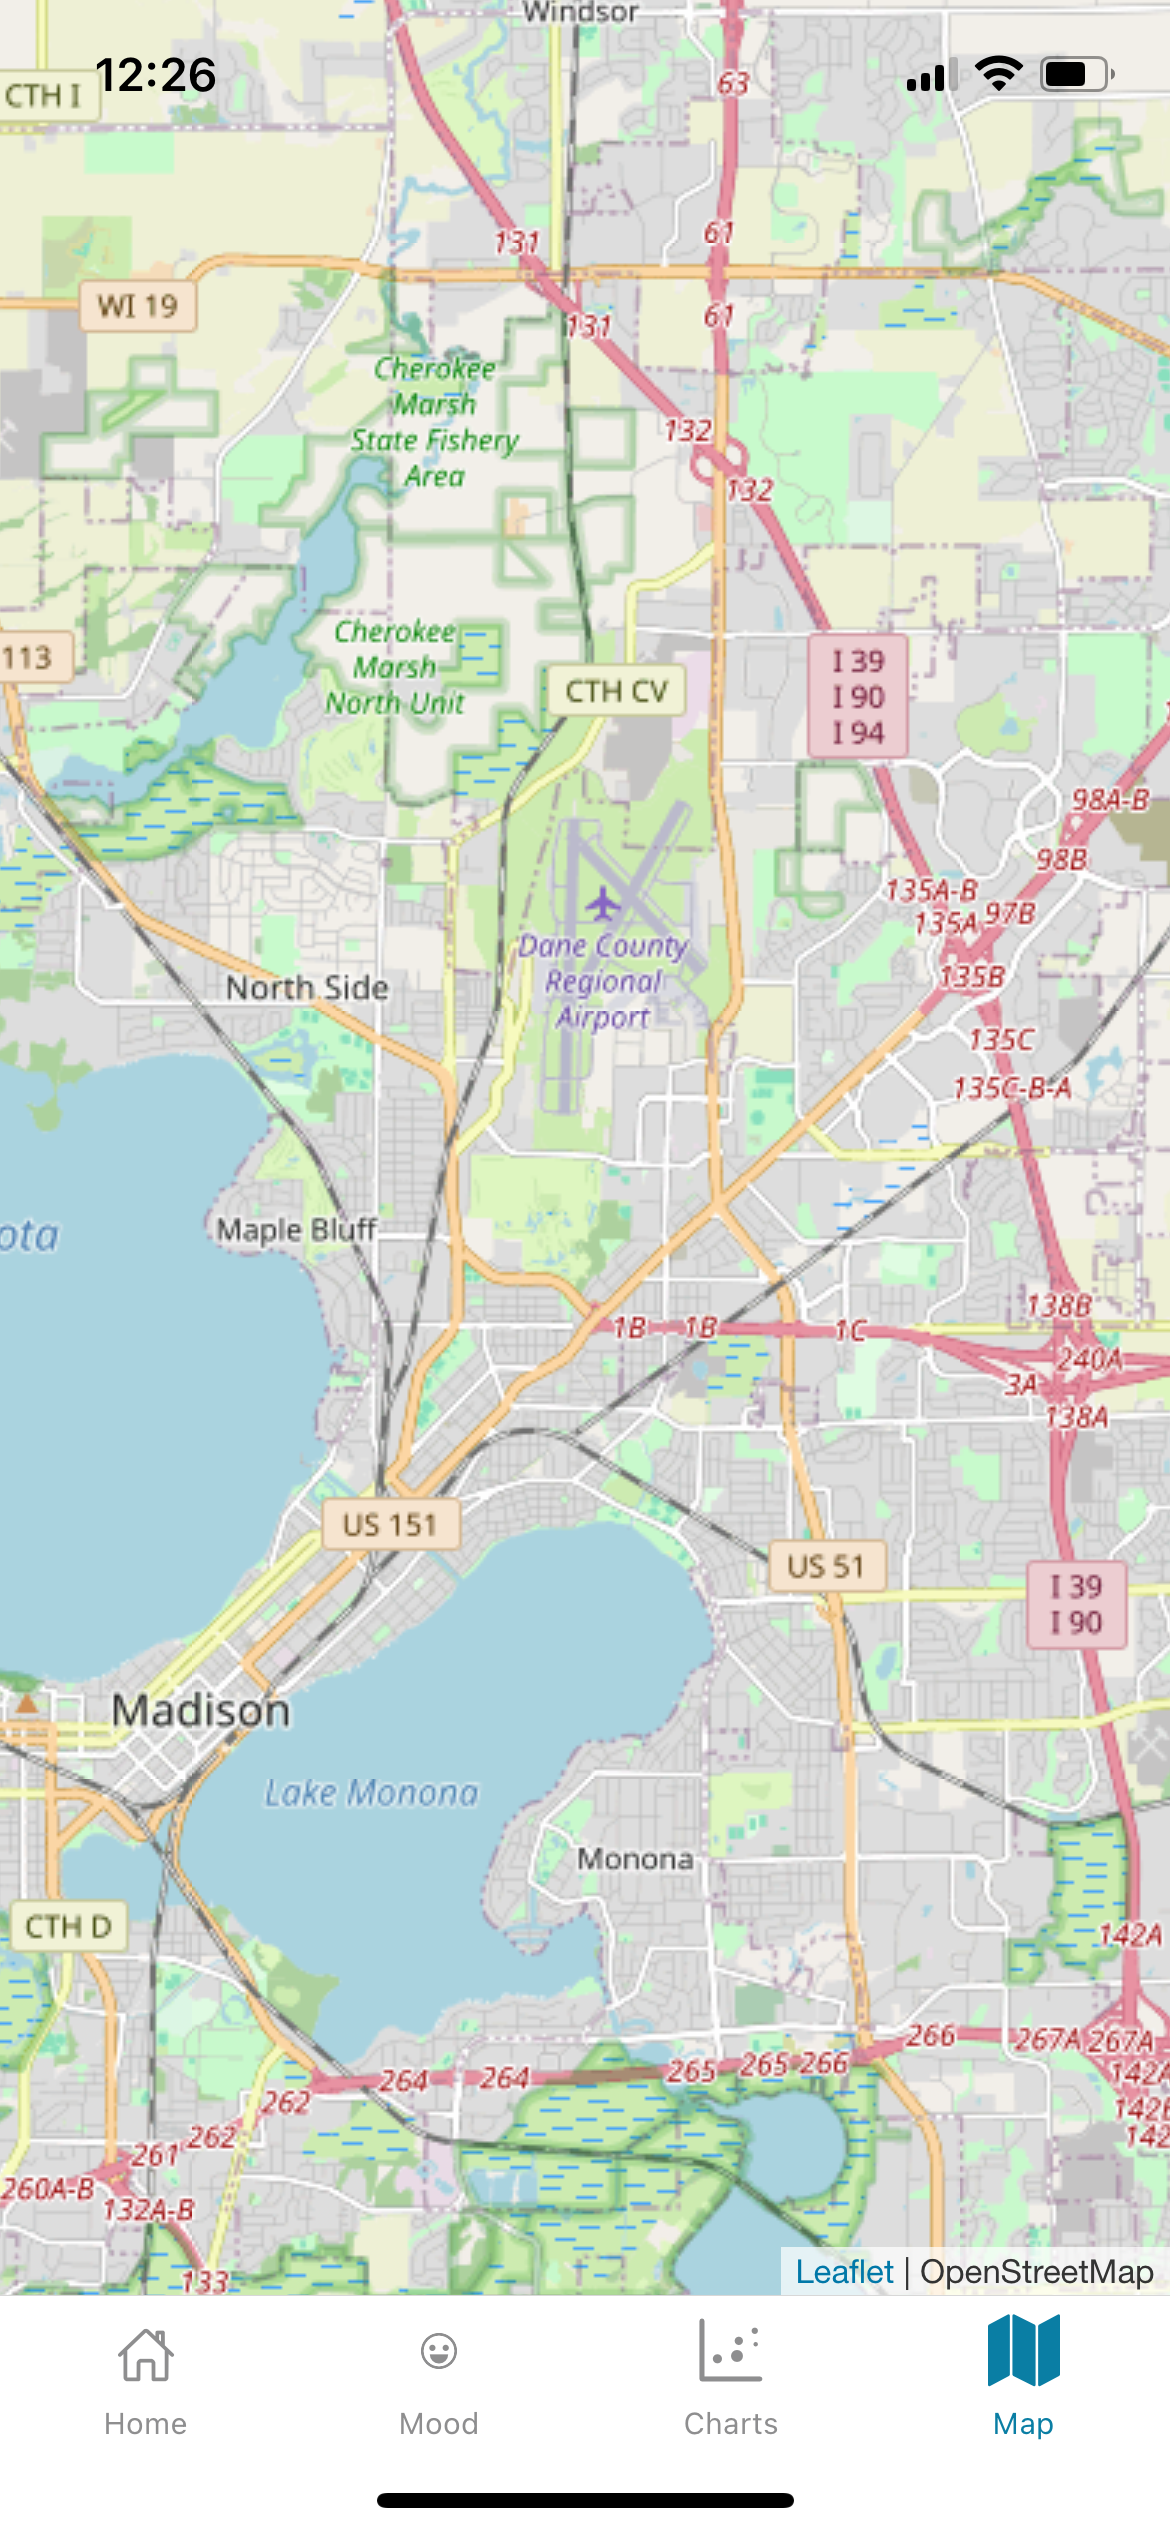 Windsor
12:26
63
CTH I
131
61
WI 19
61
131
Cherokee
Marsh
State Fishery
Area
132
132
Cherokee
Marsh
North Unit
113
CTH CV
I 39
I 90
I 94
98A-B
98B
135A-B
97B
135A
Dane County
Regional
Airport
135B
North Side
135C
135C-B-A
Maple Bluff
ota
138B
1B
1B
1C
240A
3A
138A
US 151
US 51
I 39
I 90
Madison
Lake Monona
Monona
CTH D
142A
266
267A
267A
265
265
266
264
264
262
262
261
260A-B
132A-B
133
142A
142
Leaflet | OpenStreetMap
Home
Mood
Charts
Map